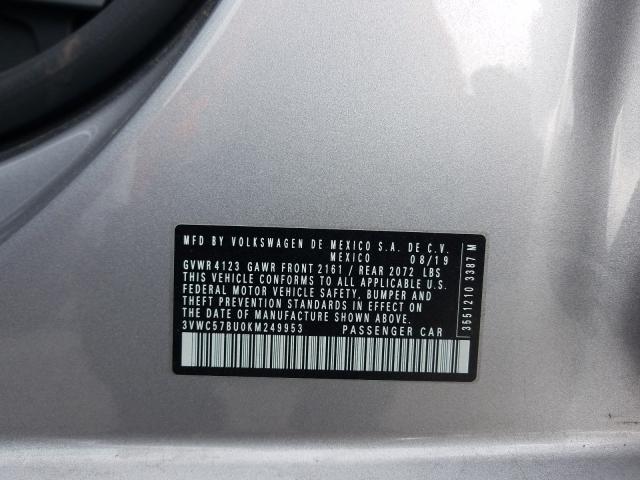 MFD BY VOLKSWAGEN DE MEXICO S.A. DE C.V.
MEXICO 08/19
GVWR 4123 GAWR FRONT 2161 / REAR 2072 LBS
THIS VEHICLE CONFORMS TO ALL APPLICABLE U.S.
FEDERAL MOTOR VEHICLE SAFETY, BUMPER AND
THEFT PREVENTION STANDARDS IN EFFECT ON
THE DATE OF MANUFACTURE SHOWN ABOVE.
3VWC57BU0KM249953 PASSENGER CAR
3551210 3387 M